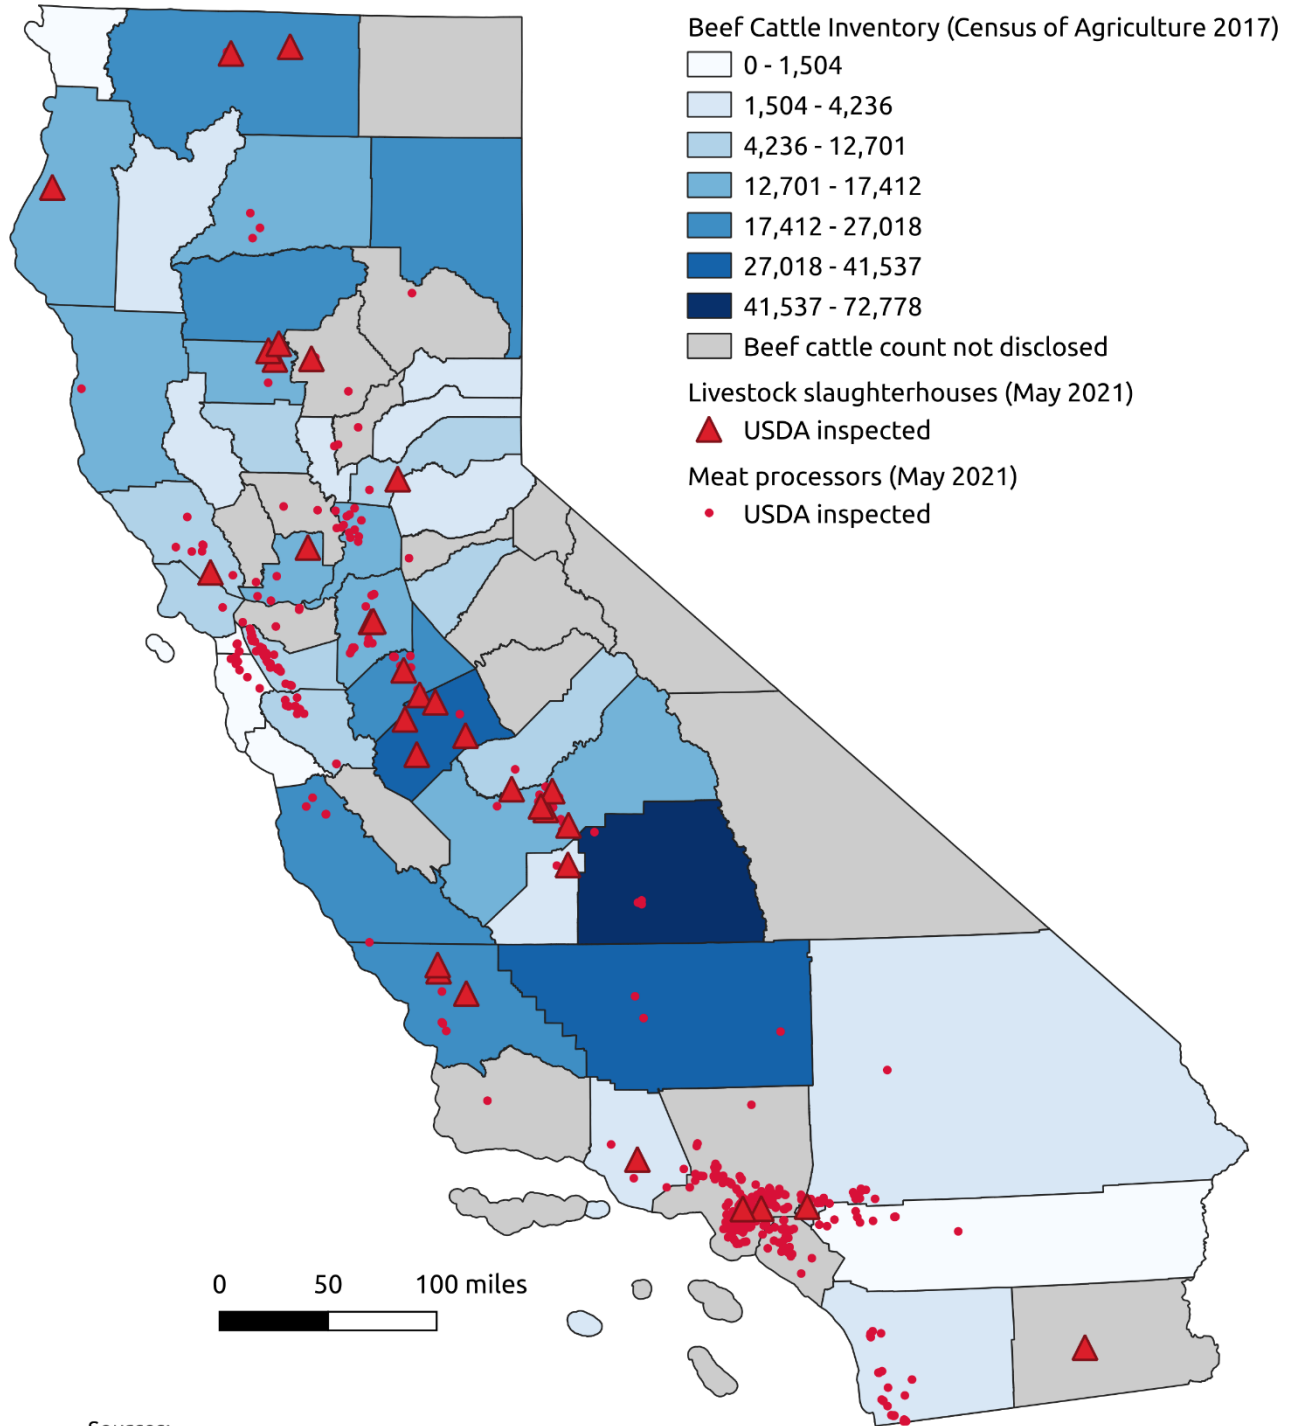 Beef Cattle Inventory (Census of Agriculture 2017)
0 - 1,504
1,504 - 4,236
4,236 - 12,701
12,701 - 17,412
17,412 - 27,018
27,018 - 41,537
41,537 - 72,778
Beef cattle count not disclosed
Livestock slaughterhouses (May 2021)
USDA inspected
Meat processors (May 2021)
USDA inspected
0 50 100 miles
Sources: